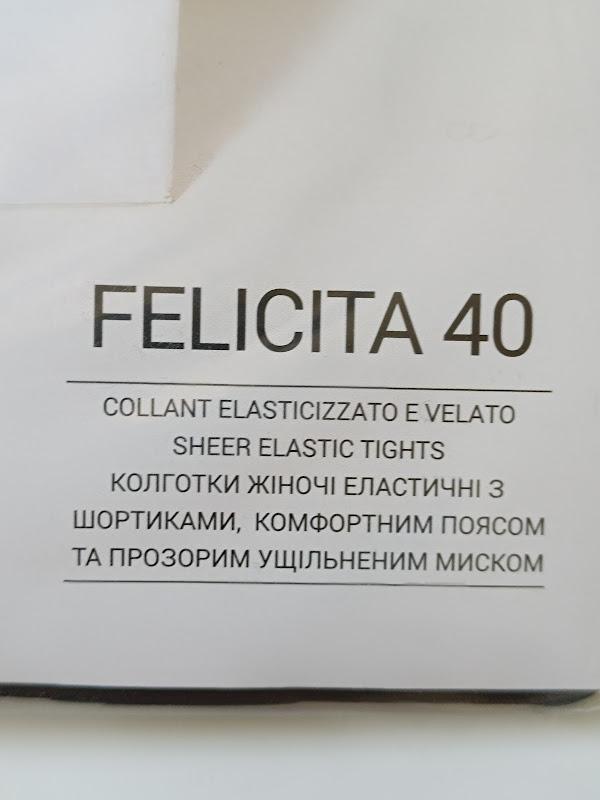 FELICITA 40
COLLANT ELASTICIZZATO E VELATO
SHEER ELASTIC TIGHTS
КОЛГОТКИ ЖІНОЧІ ЕЛАСТИЧНІ З
ШОРТИКАМИ, КОМФОРТНИМ ПОЯСОМ
ТА ПРОЗОРИМ УЩІЛЬНЕНИМ МИСКОМ